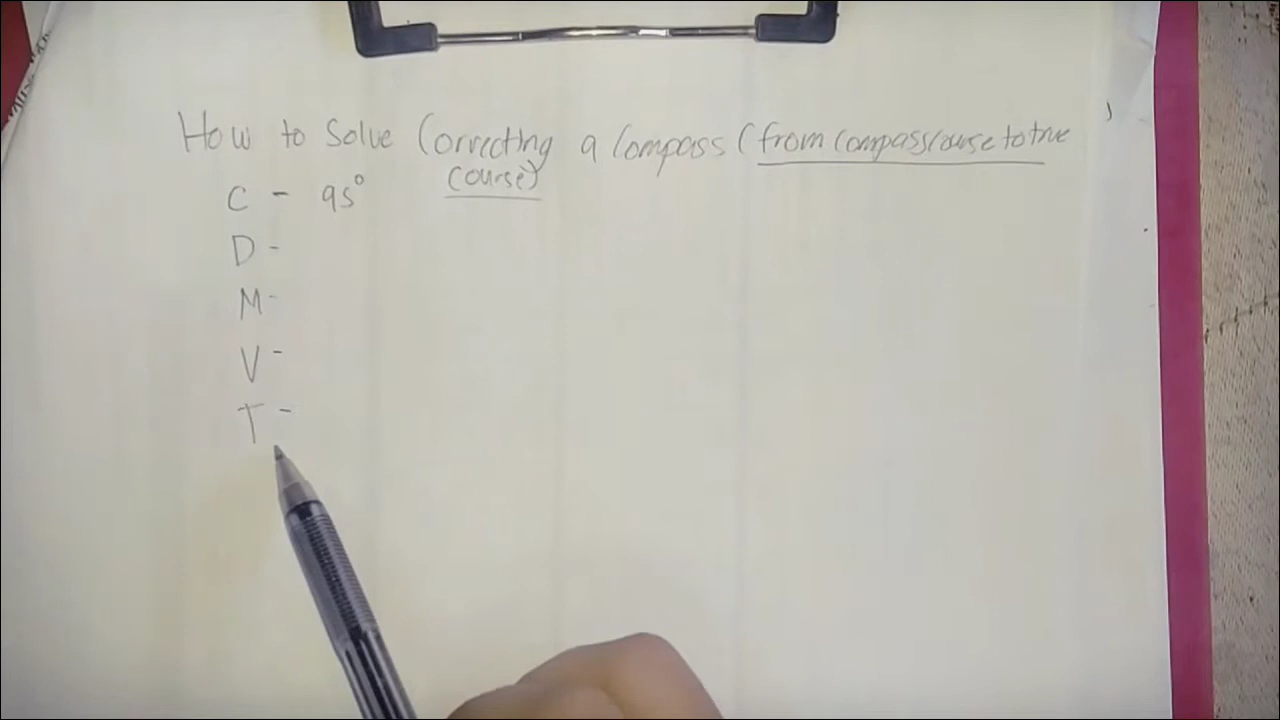 How to Solve Correcting a Compass (from Compass Course to true
Course)
C - 95°
D -
M -
V -
T -